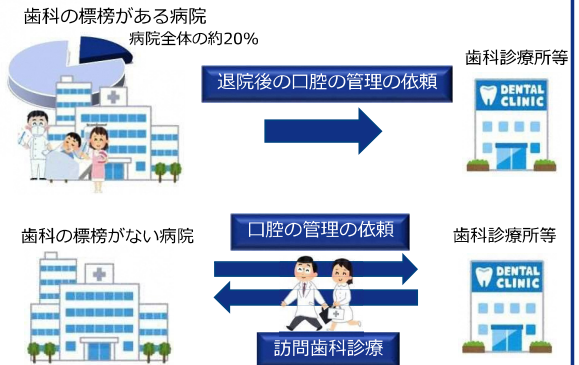 歯科の標榜がある病院
病院全体の約20%
退院後の口腔の管理の依頼
歯科診療所等
DENTAL
CLINIC
歯科の標榜がない病院
口腔の管理の依頼
歯科診療所等
DENTAL
CLINIC
訪問歯科診療